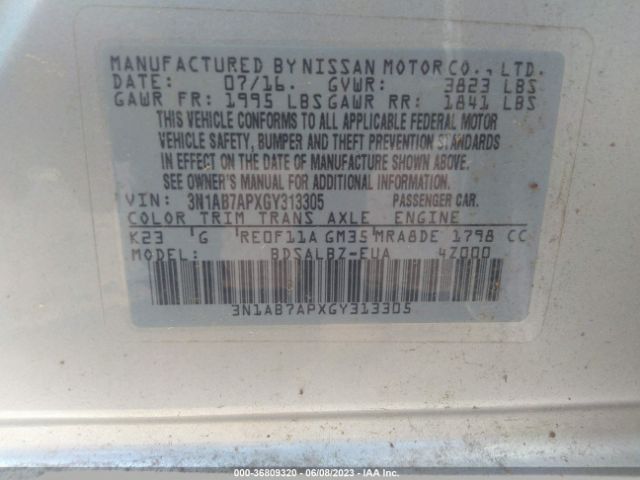 MANUFACTURED BY NISSAN MOTOR CO., LTD.
DATE: 07/16. GVWR: 3823 LBS
GAWR FR: 1995 LBS GAWR RR: 1841 LBS
THIS VEHICLE CONFORMS TO ALL APPLICABLE FEDERAL MOTOR
VEHICLE SAFETY, BUMPER AND THEFT PREVENTION STANDARDS
IN EFFECT ON THE DATE OF MANUFACTURE SHOWN ABOVE.
SEE OWNER'S MANUAL FOR ADDITIONAL INFORMATION.
VIN: 3N1AB7APXGY313305 PASSENGER CAR.
COLOR TRIM TRANS AXLE ENGINE
K23 G RE0F11A GM35 MRA8DE 1798 CC
MODEL: BDSALBZ-EUA 4Z000
3N1AB7APXGY313305
000-36809320 - 06/08/2023 - IAA Inc.